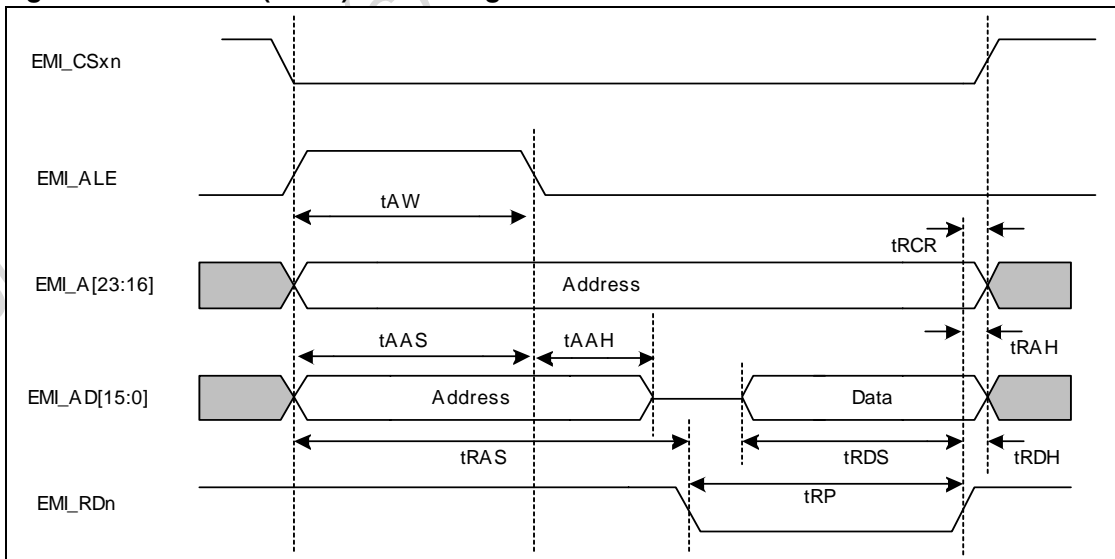 EMI_CSxn
EMI_ALE
tAW
tRCR
EMI_A[23:16]
Address
tAAS
tAAH
tRAH
EMI_AD[15:0]
Address
Data
tRAS
tRDS
tRDH
tRP
EMI_RDn